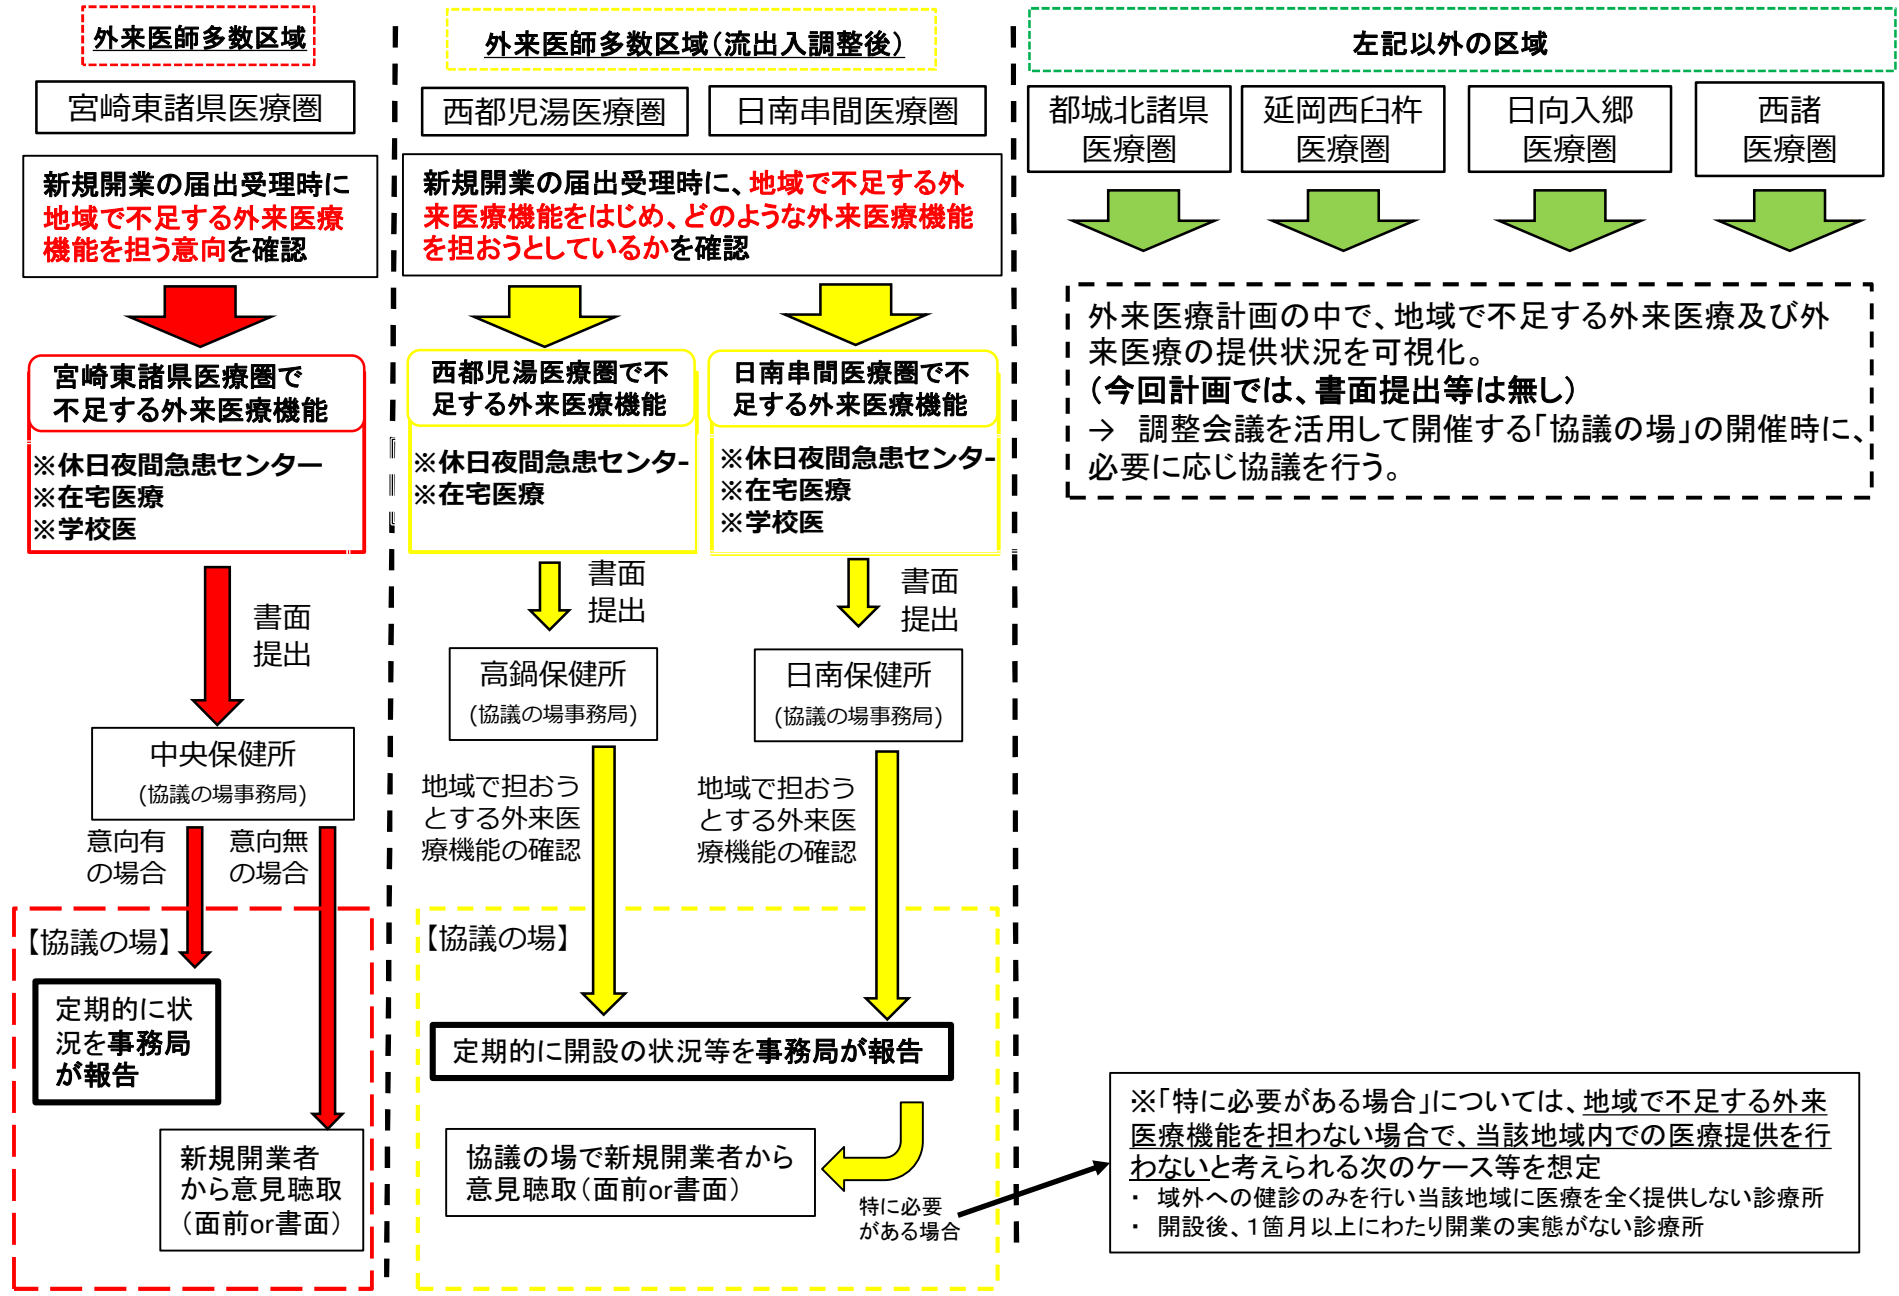 外来医師多数区域
宮崎東諸県医療圏
新規開業の届出受理時に
地域で不足する外来医療
機能を担う意向を確認
宮崎東諸県医療圏で
不足する外来医療機能
※休日夜間急患センター
※在宅医療
※学校医
書面
提出
中央保健所
(協議の場事務局)
意向有
の場合
意向無
の場合
【協議の場】
定期的に状
況を事務局
が報告
新規開業者
から意見聴取
（面前or書面）
外来医師多数区域（流出入調整後）
西都児湯医療圏
日南串間医療圏
新規開業の届出受理時に、地域で不足する外
来医療機能をはじめ、どのような外来医療機能
を担おうとしているかを確認
西都児湯医療圏で不
足する外来医療機能
※休日夜間急患センター
※在宅医療
日南串間医療圏で不
足する外来医療機能
※休日夜間急患センター
※在宅医療
※学校医
書面
提出
書面
提出
高鍋保健所
(協議の場事務局)
日南保健所
(協議の場事務局)
地域で担おう
とする外来医
療機能の確認
地域で担おう
とする外来医
療機能の確認
【協議の場】
定期的に開設の状況等を事務局が報告
協議の場で新規開業者から
意見聴取（面前or書面）
特に必要
がある場合
左記以外の区域
都城北諸県
医療圏
延岡西臼杵
医療圏
日向入郷
医療圏
西諸
医療圏
外来医療計画の中で、地域で不足する外来医療及び外
来医療の提供状況を可視化。
（今回計画では、書面提出等は無し）
→　調整会議を活用して開催する「協議の場」の開催時に、
必要に応じ協議を行う。
※「特に必要がある場合」については、地域で不足する外来
医療機能を担わない場合で、当該地域内での医療提供を行
わないと考えられる次のケース等を想定
・ 域外への健診のみを行い当該地域に医療を全く提供しない診療所
・ 開設後、１箇月以上にわたり開業の実態がない診療所